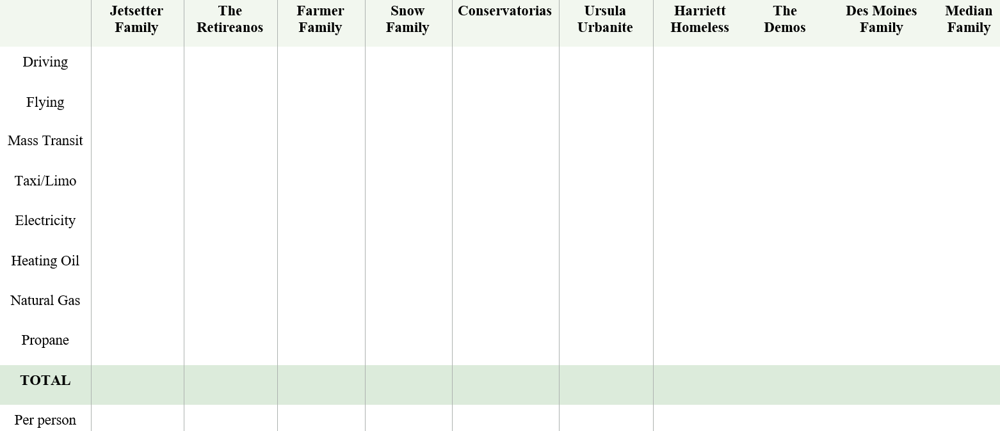 Jetsetter Family
The Retireanos
Farmer Family
Snow Family
Conservatorias
Ursula Urbanite
Harriett Homeless
The Demos
Des Moines Family
Median Family
Driving
Flying
Mass Transit
Taxi/Limo
Electricity
Heating Oil
Natural Gas
Propane
TOTAL
Per person